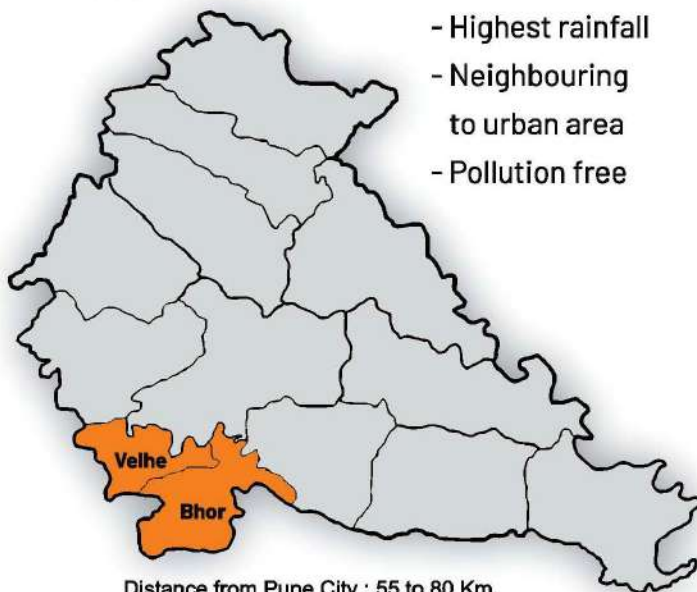 - Highest rainfall
- Neighbouring
to urban area
- Pollution free
Velhe
Bhor
Distance from Pune City : 55 to 80 Km